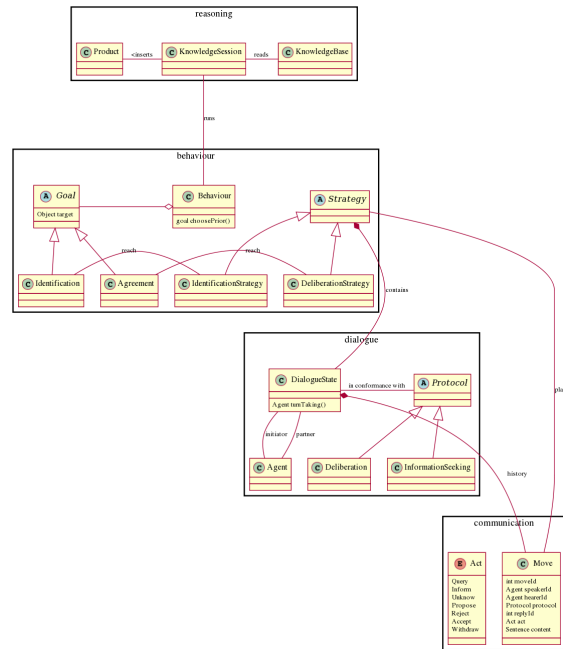 reasoning
C Product
<inserts
C KnowledgeSession
reads
C KnowledgeBase
runs
behaviour
A Goal
Object target
C Behaviour
goal choosePrior()
A Strategy
reach
reach
C Identification
C Agreement
C IdentificationStrategy
C DeliberationStrategy
contains
dialogue
C DialogueState
Agent turnTaking()
in conformance with
A Protocol
pla
initiator
partner
C Agent
C Deliberation
C InformationSeeking
history
communication
E Act
Query
Inform
Unknow
Propose
Reject
Accept
Withdraw
C Move
int moveId
Agent speakerId
Agent hearerId
Protocol protocol
int replyId
Act act
Sentence content